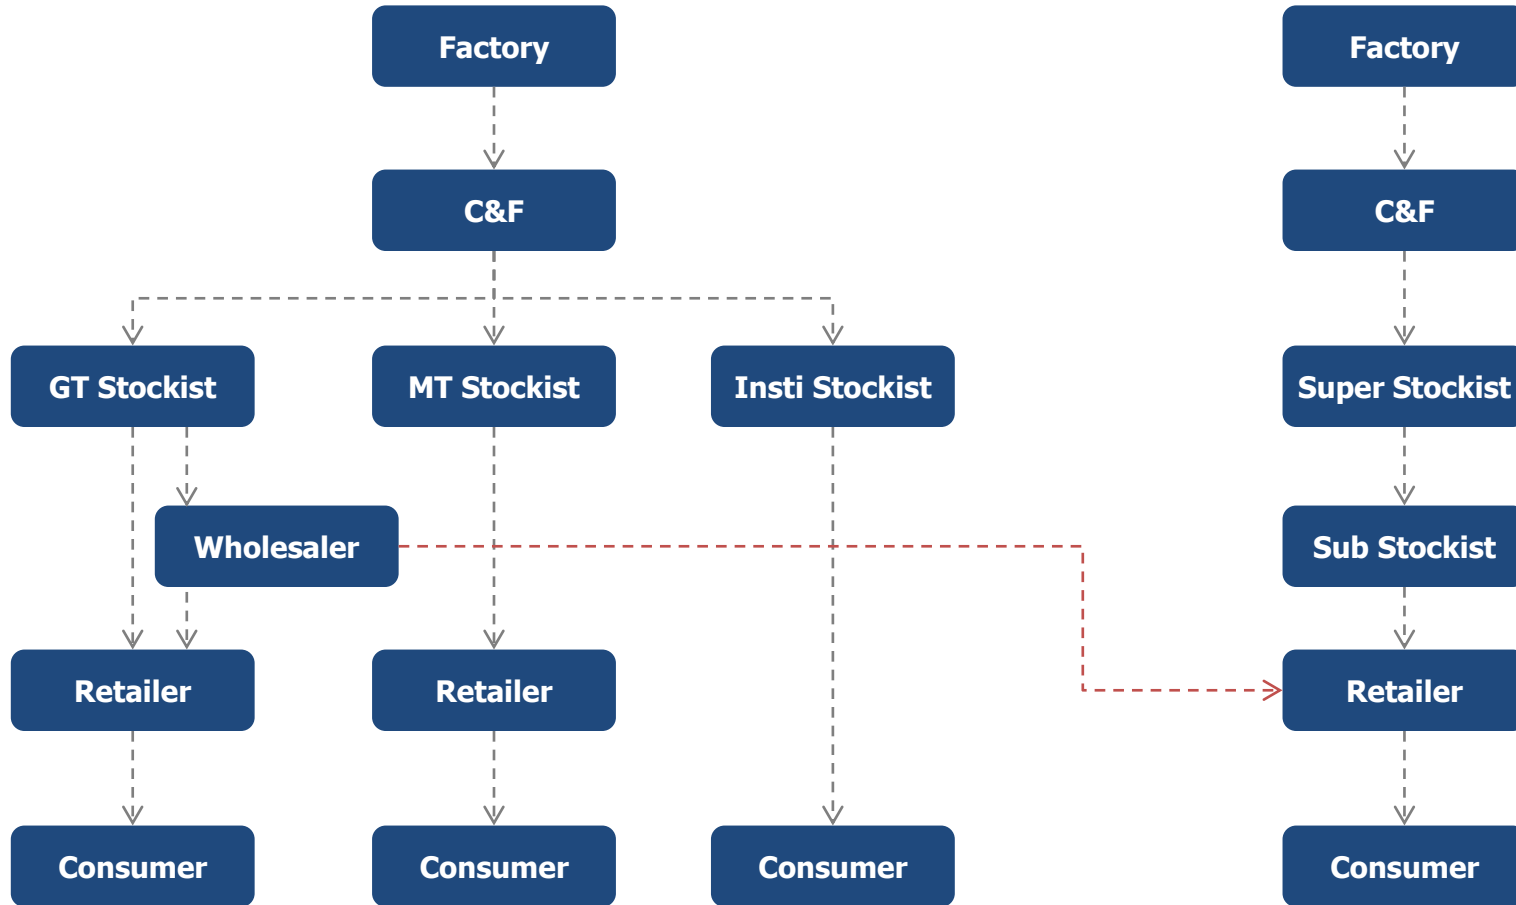 Factory
Factory
C&F
C&F
GT Stockist
MT Stockist
Insti Stockist
Super Stockist
Wholesaler
Sub Stockist
Retailer
Retailer
Retailer
Consumer
Consumer
Consumer
Consumer